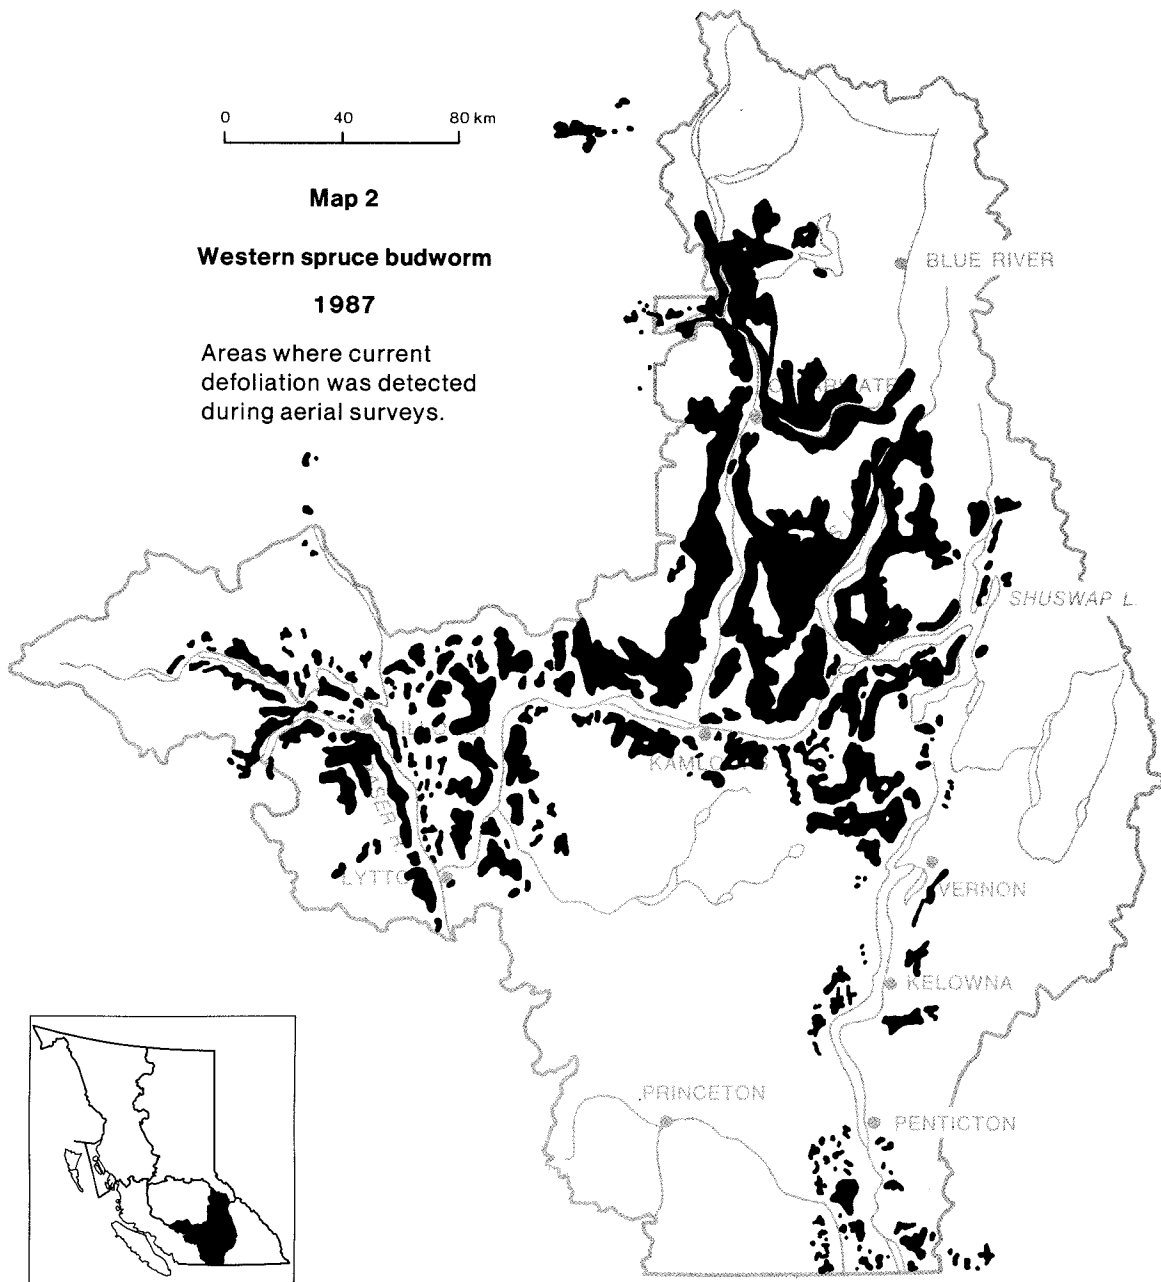 0 40 80 km
Map 2
Western spruce budworm
1987
Areas where current
defoliation was detected
during aerial surveys.
BLUE RIVER
SHUSWAP L.
VERNON
KELOWNA
PRINCETON
PENTICTON